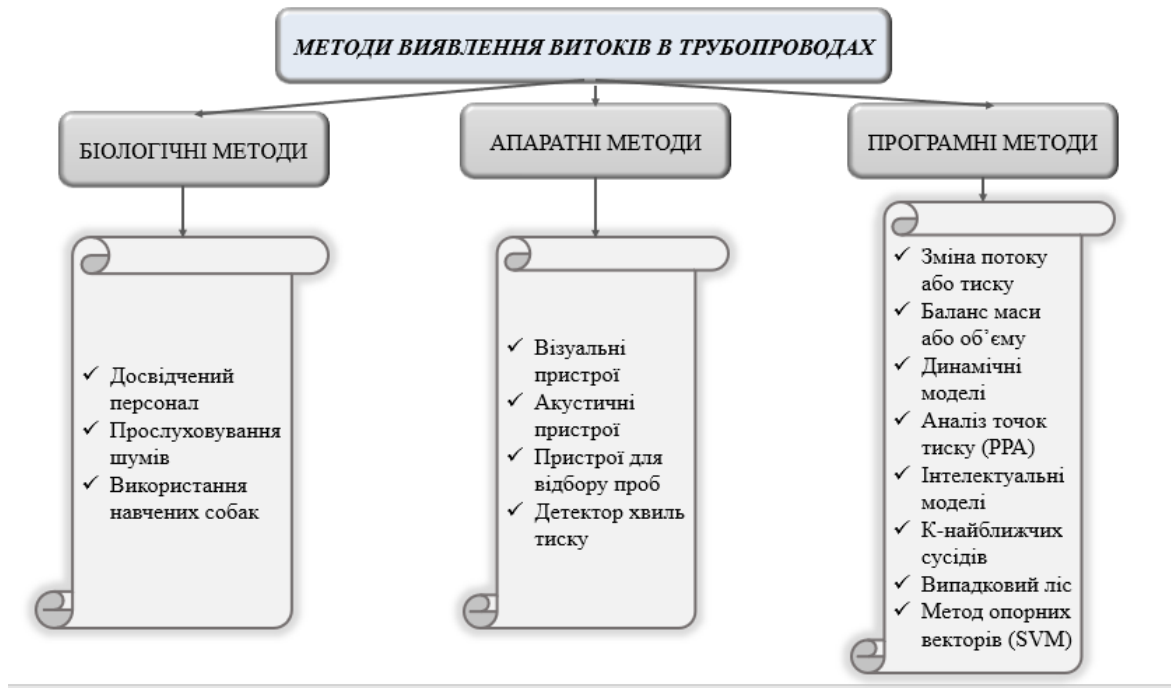 МЕТОДИ ВИЯВЛЕННЯ ВИТОКІВ В ТРУБОПРОВОДАХ
БІОЛОГІЧНІ МЕТОДИ
✓ Досвідчений
персонал
✓ Прослуховування
шумів
✓ Використання
навчених собак
АПАРАТНІ МЕТОДИ
✓ Візуальні
пристрої
✓ Акустичні
пристрої
✓ Пристрої для
відбору проб
✓ Детектор хвиль
тиску
ПРОГРАМНІ МЕТОДИ
✓ Зміна потоку
або тиску
✓ Баланс маси
або об’єму
✓ Динамічні
моделі
✓ Аналіз точок
тиску (PPA)
✓ Інтелектуальні
моделі
✓ К-найближчих
сусідів
✓ Випадковий ліс
✓ Метод опорних
векторів (SVM)